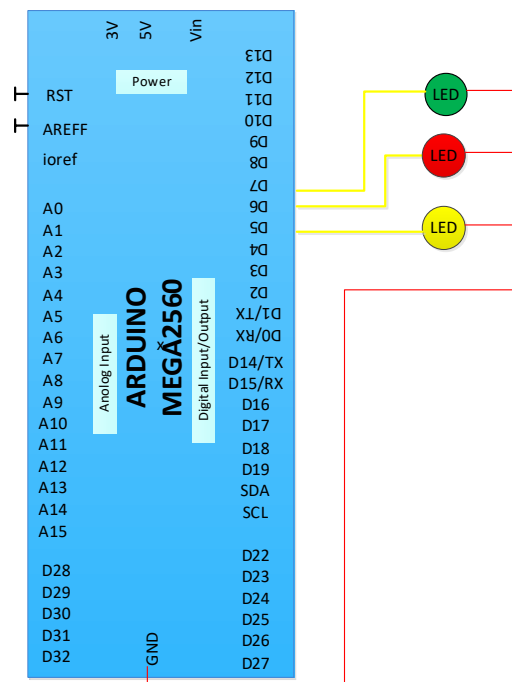 3V
5V
Vin
Power
RST
AREFF
ioref
A0
A1
A2
A3
A4
A5
A6
A7
A8
A9
A10
A11
A12
A13
A14
A15
D28
D29
D30
D31
D32
Anolog Input
ARDUINO
MEGA2560
x
Digital Input/Output
GND
D13
D12
D11
D10
D9
D8
D7
D6
D5
D4
D3
D2
D1/TX
D0/RX
D14/TX
D15/RX
D16
D17
D18
D19
SDA
SCL
D22
D23
D24
D25
D26
D27
LED
LED
LED